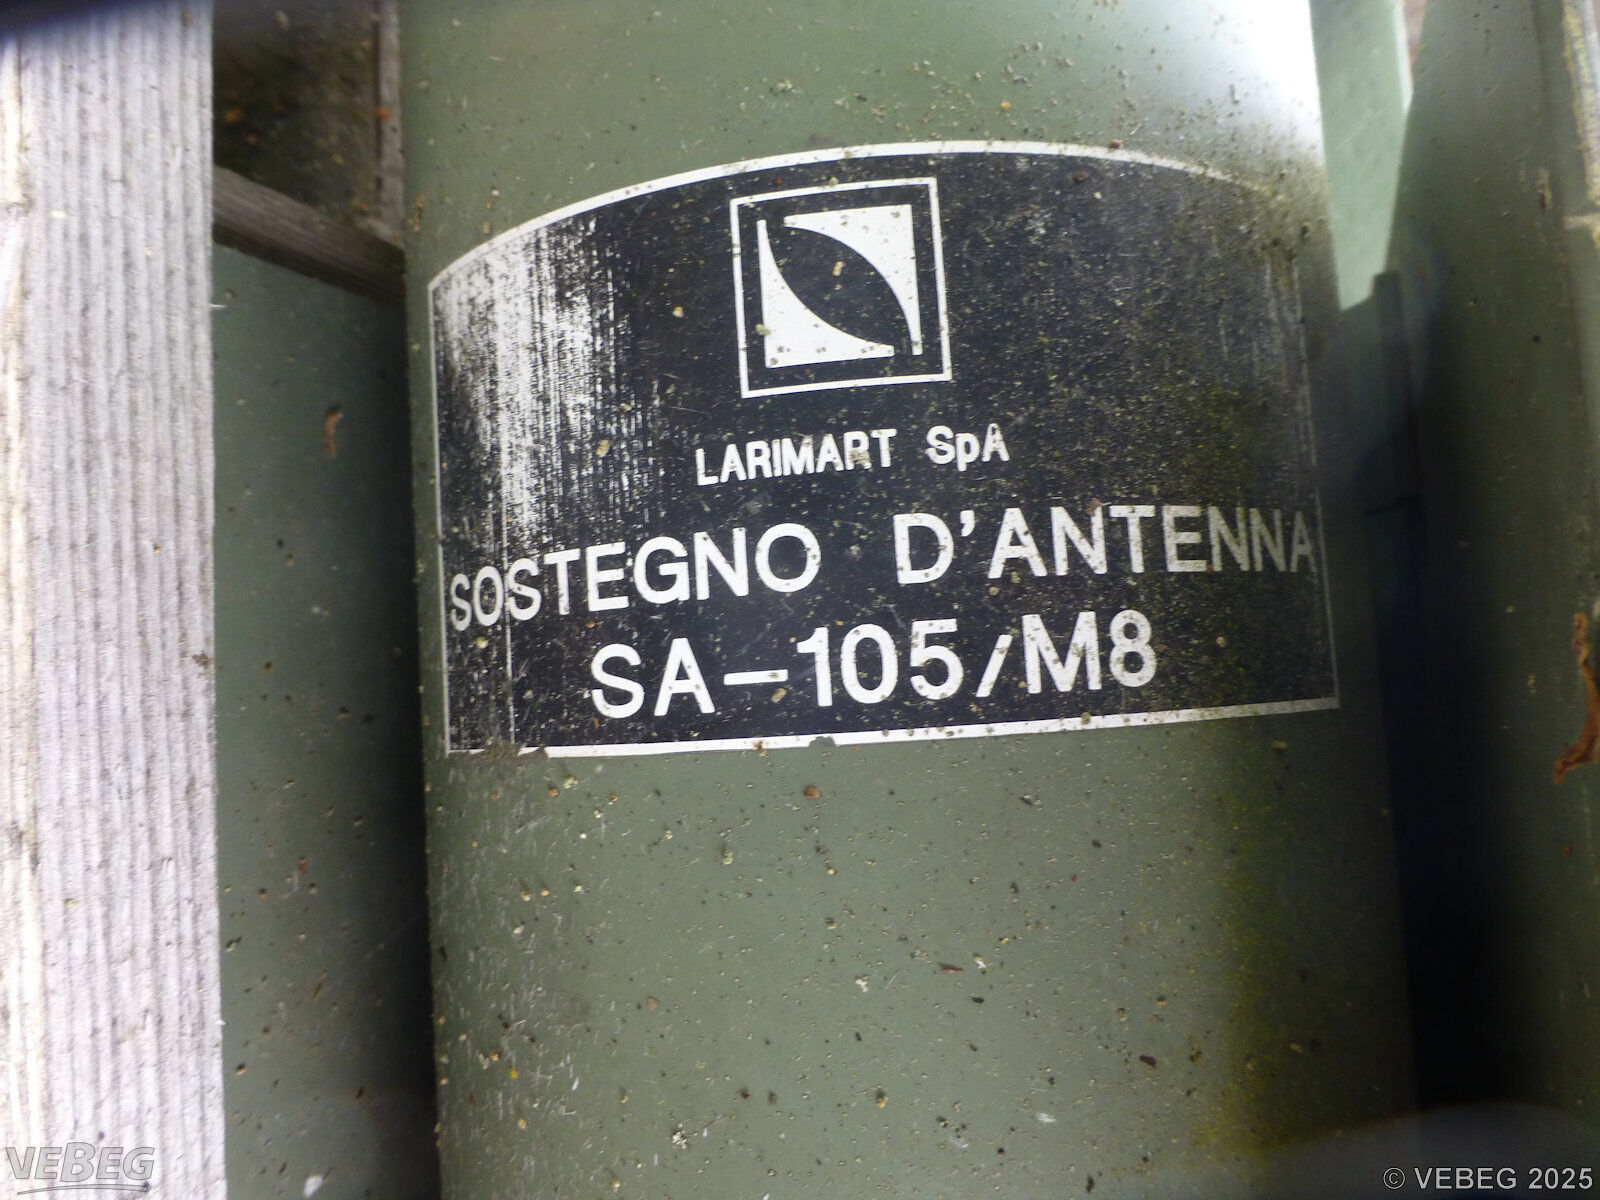 LARIMART SpA
SOSTEGNO D'ANTENNA
SA-105/M8
VEBEG
© VEBEG 2025